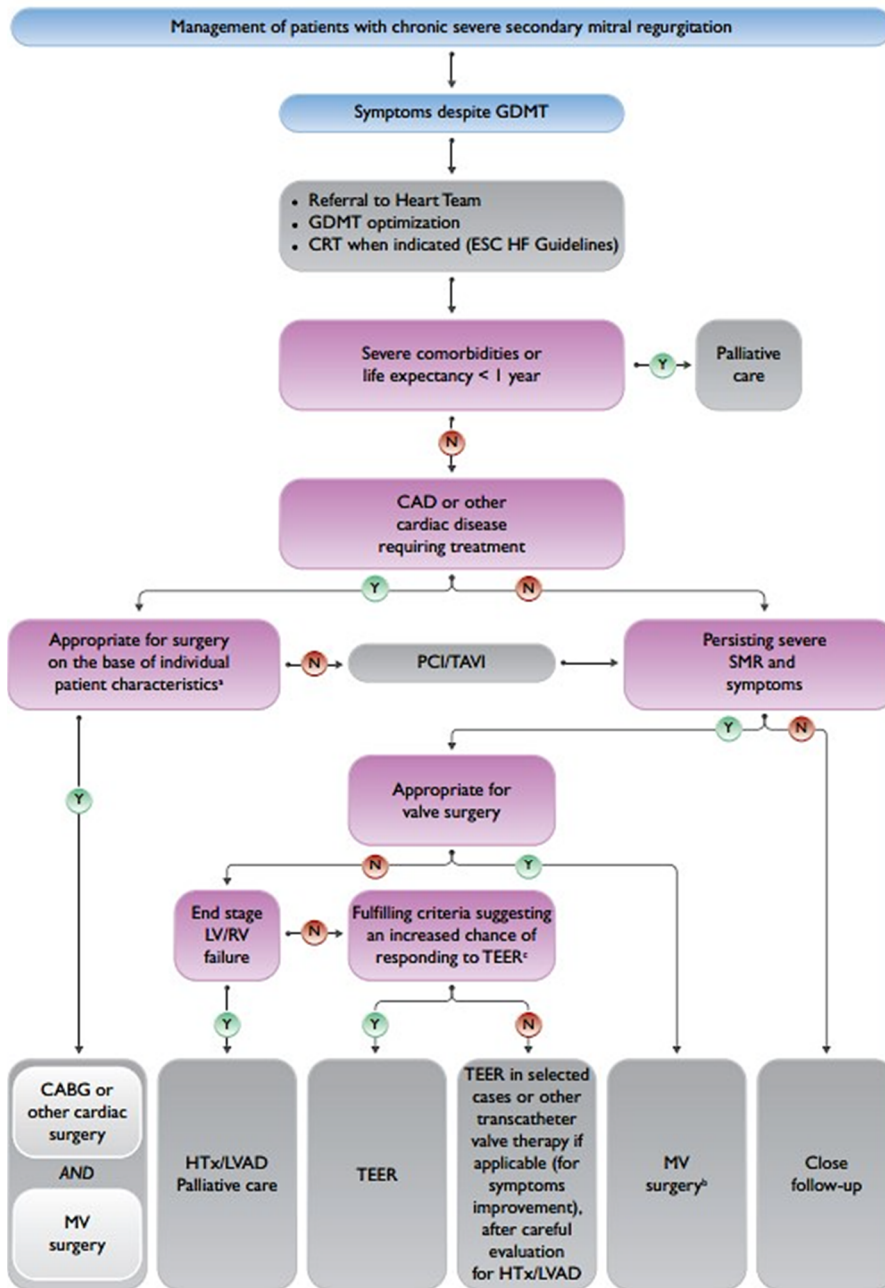 Management of patients with chronic severe secondary mitral regurgitation
Symptoms despite GDMT
• Referral to Heart Team
• GDMT optimization
• CRT when indicated (ESC HF Guidelines)
Severe comorbidities or
life expectancy < 1 year
Y
Palliative
care
N
CAD or other
cardiac disease
requiring treatment
Y
N
Appropriate for surgery
on the base of individual
patient characteristicsᵃ
N
PCI/TAVI
Persisting severe
SMR and
symptoms
Y
N
Y
Appropriate for
valve surgery
N
Y
End stage
LV/RV
failure
N
Fulfilling criteria suggesting
an increased chance of
responding to TEERᶜ
Y
Y
N
CABG or
other cardiac
surgery
AND
MV
surgery
HTx/LVAD
Palliative care
TEER
TEER in selected
cases or other
transcatheter
valve therapy if
applicable (for
symptoms
improvement),
after careful
evaluation
for HTx/LVAD
MV
surgeryᵇ
Close
follow-up